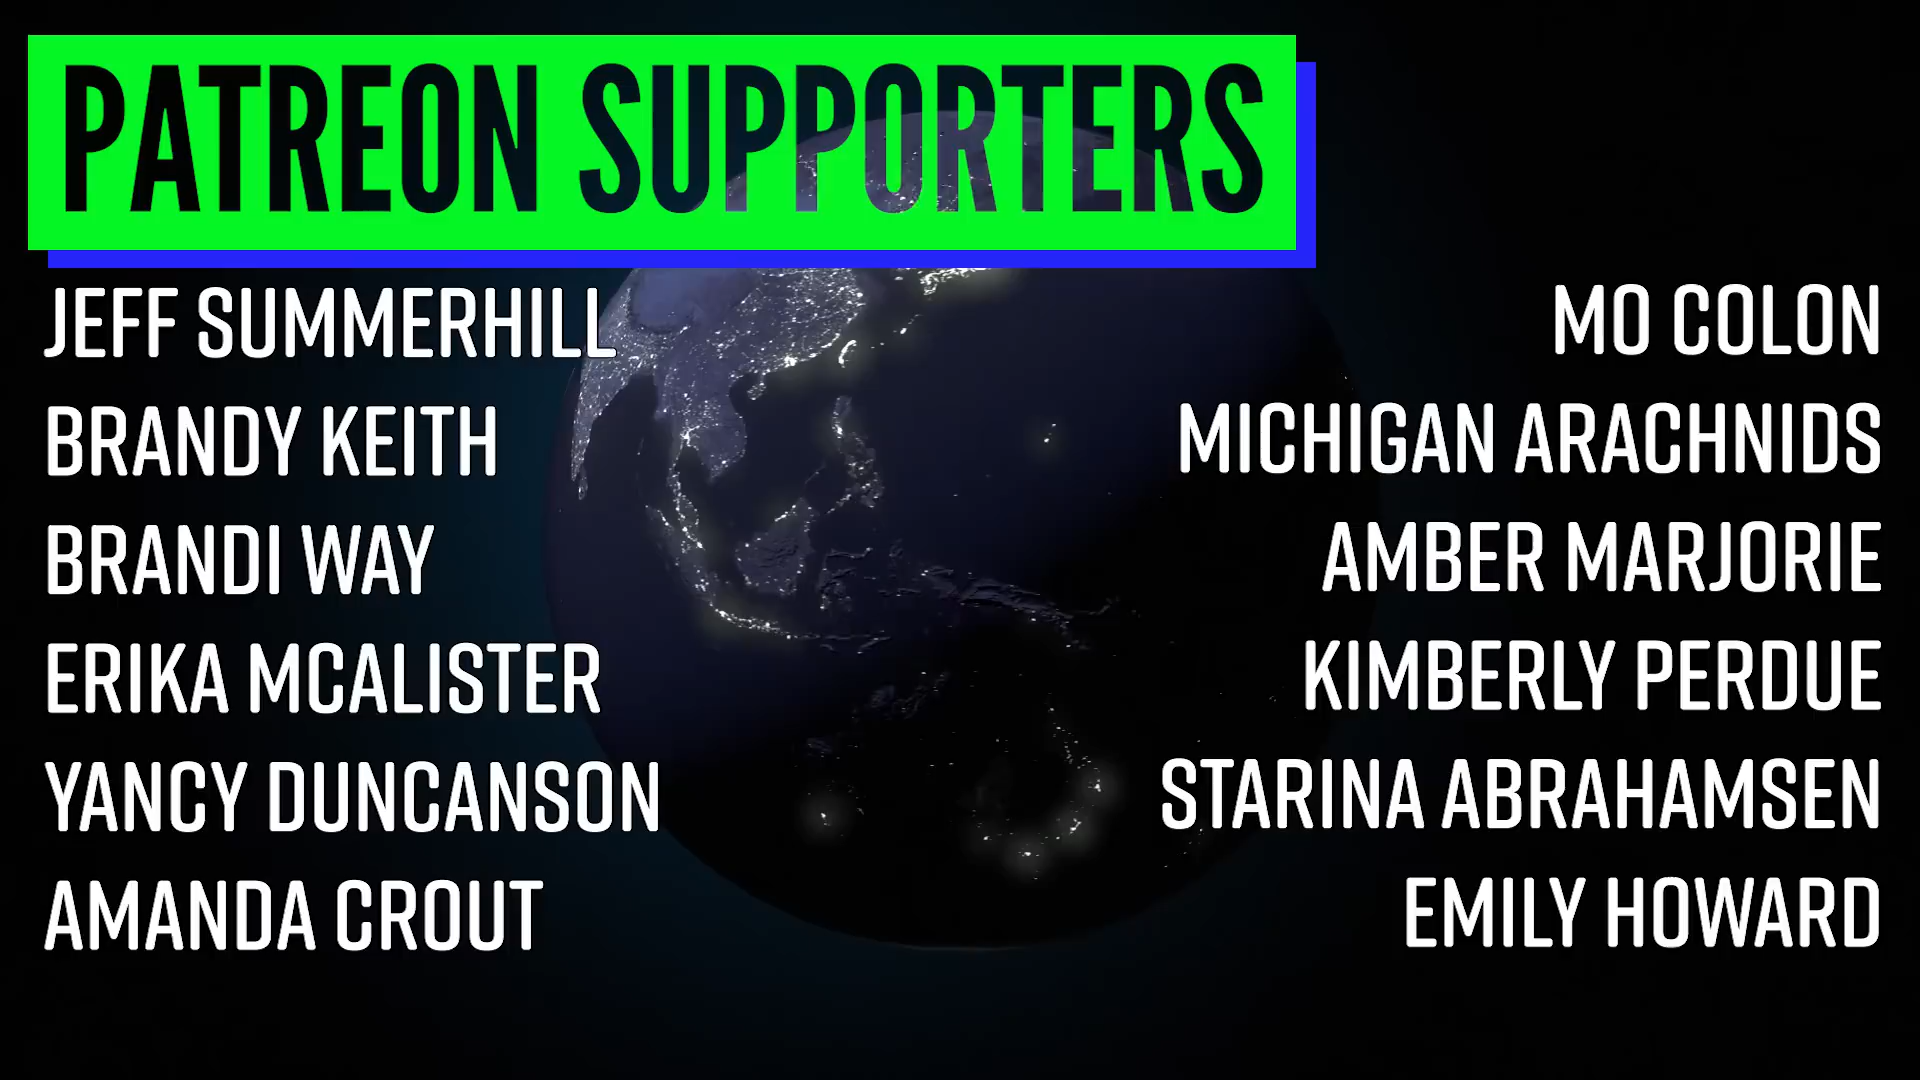 PATREON SUPPORTERS
JEFF SUMMERHILL
BRANDY KEITH
BRANDI WAY
ERIKA MCALISTER
YANCY DUNCANSON
AMANDA CROUT
MO COLON
MICHIGAN ARACHNIDS
AMBER MARJORIE
KIMBERLY PERDUE
STARINA ABRAHAMSEN
EMILY HOWARD